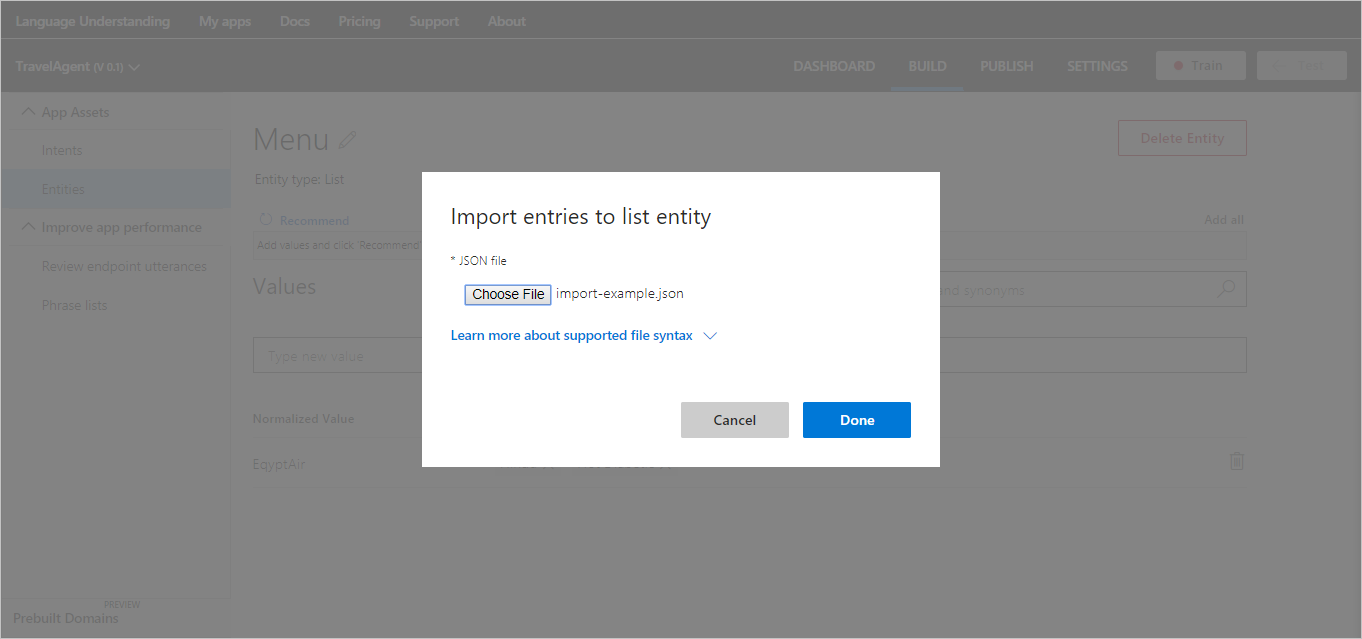 Language Understanding My apps Docs Pricing Support About
TravelAgent (V 0.1) DASHBOARD BUILD PUBLISH SETTINGS Train Test
App Assets
Intents
Entities
Improve app performance
Review endpoint utterances
Phrase lists
PREVIEW
Prebuilt Domains
Menu
Delete Entity
Entity type: List
Recommend Add all
Add values and click 'Recommend'
Values and synonyms
Type new value
Normalized Value
EqyptAir
Import entries to list entity
* JSON file
Choose File import-example.json
Learn more about supported file syntax
Cancel Done